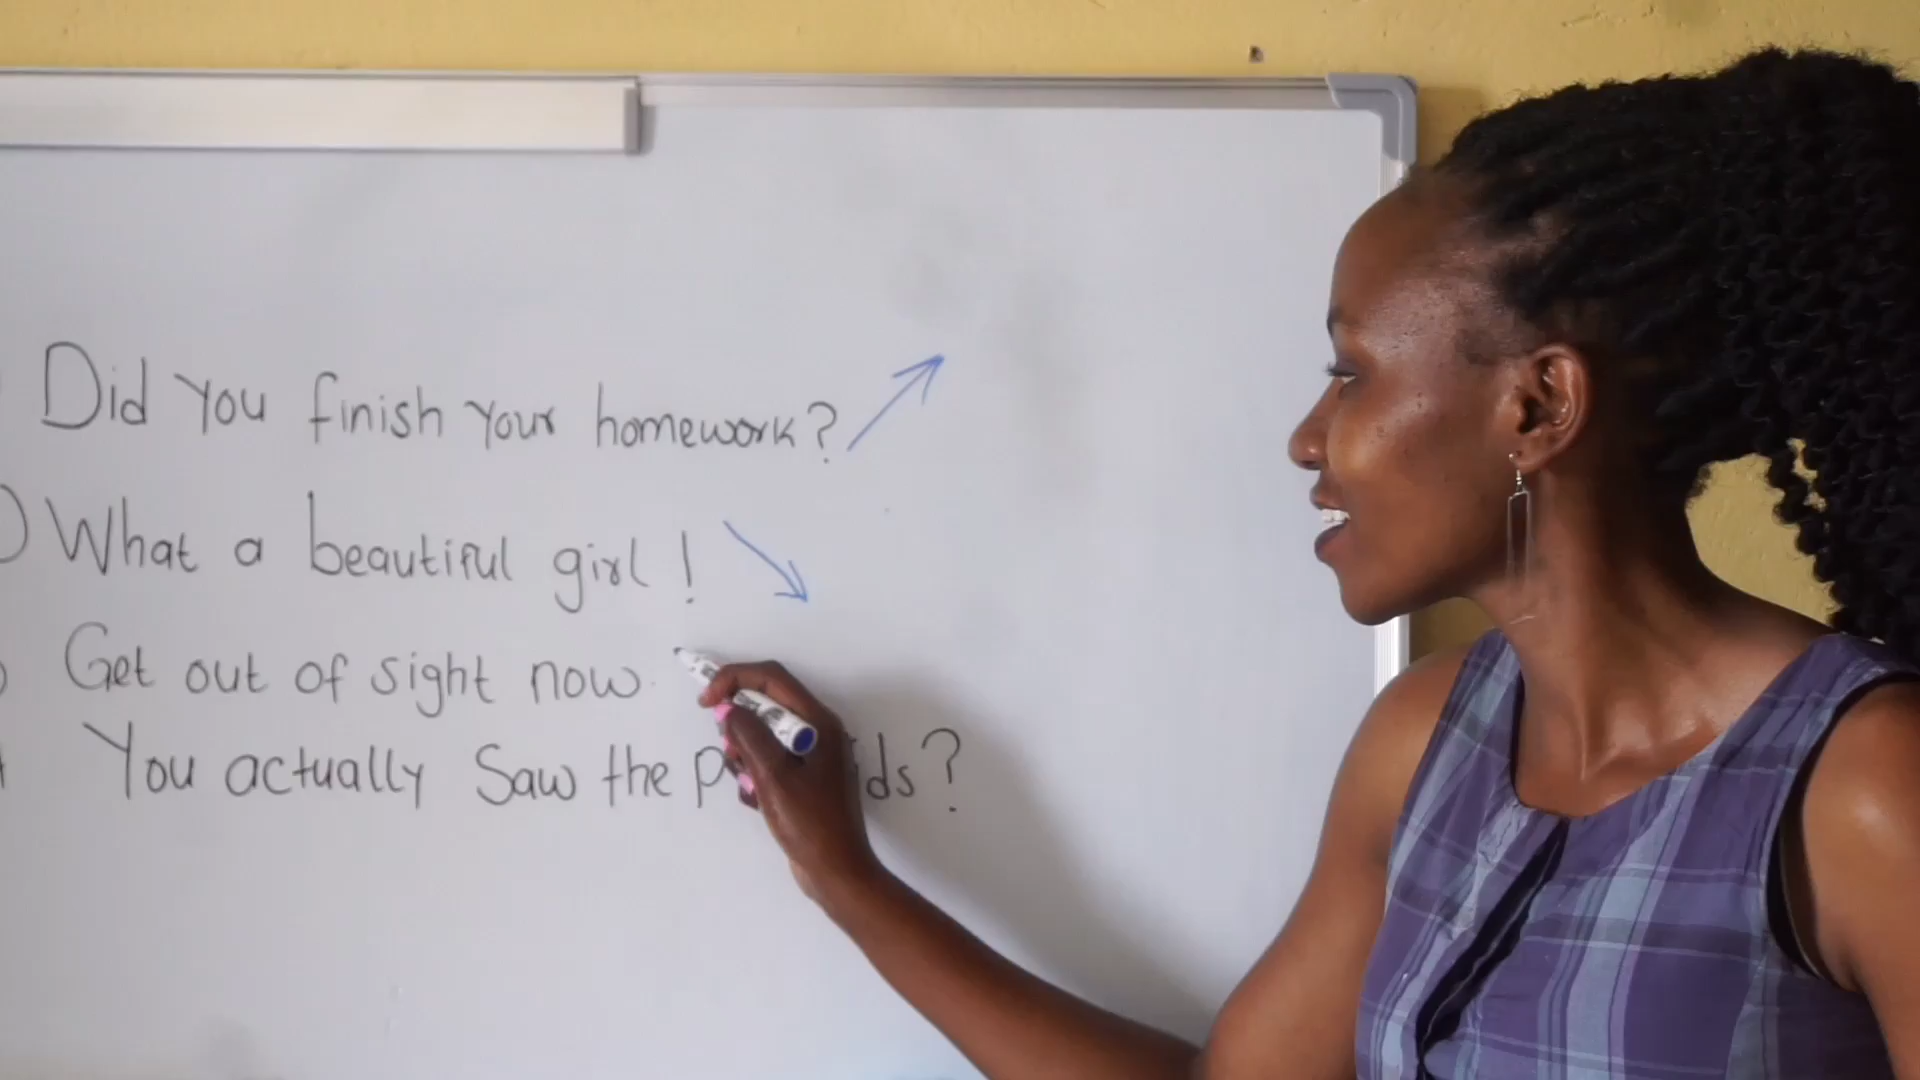 Did you finish your homework?
What a beautiful girl!
Get out of sight now.
You actually saw the ?